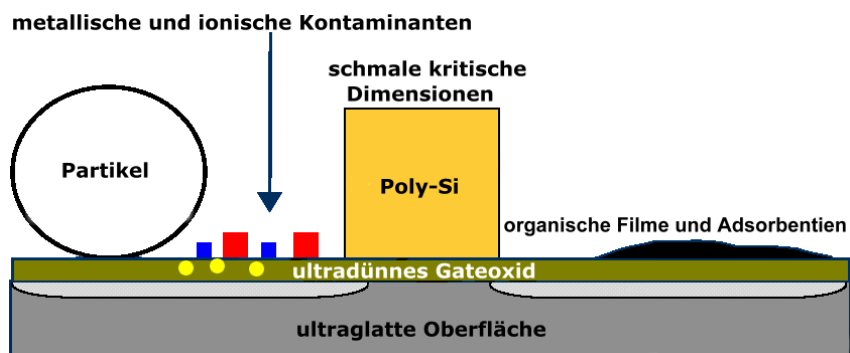 metallische und ionische Kontaminanten
schmale kritische
Dimensionen
Partikel
Poly-Si
organische Filme und Adsorbentien
ultradünnes Gateoxid
ultraglatte Oberfläche